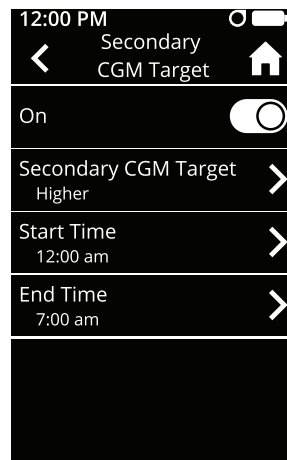 12:00 PM
Secondary
CGM Target
On
Secondary CGM Target
Higher
Start Time
12:00 am
End Time
7:00 am